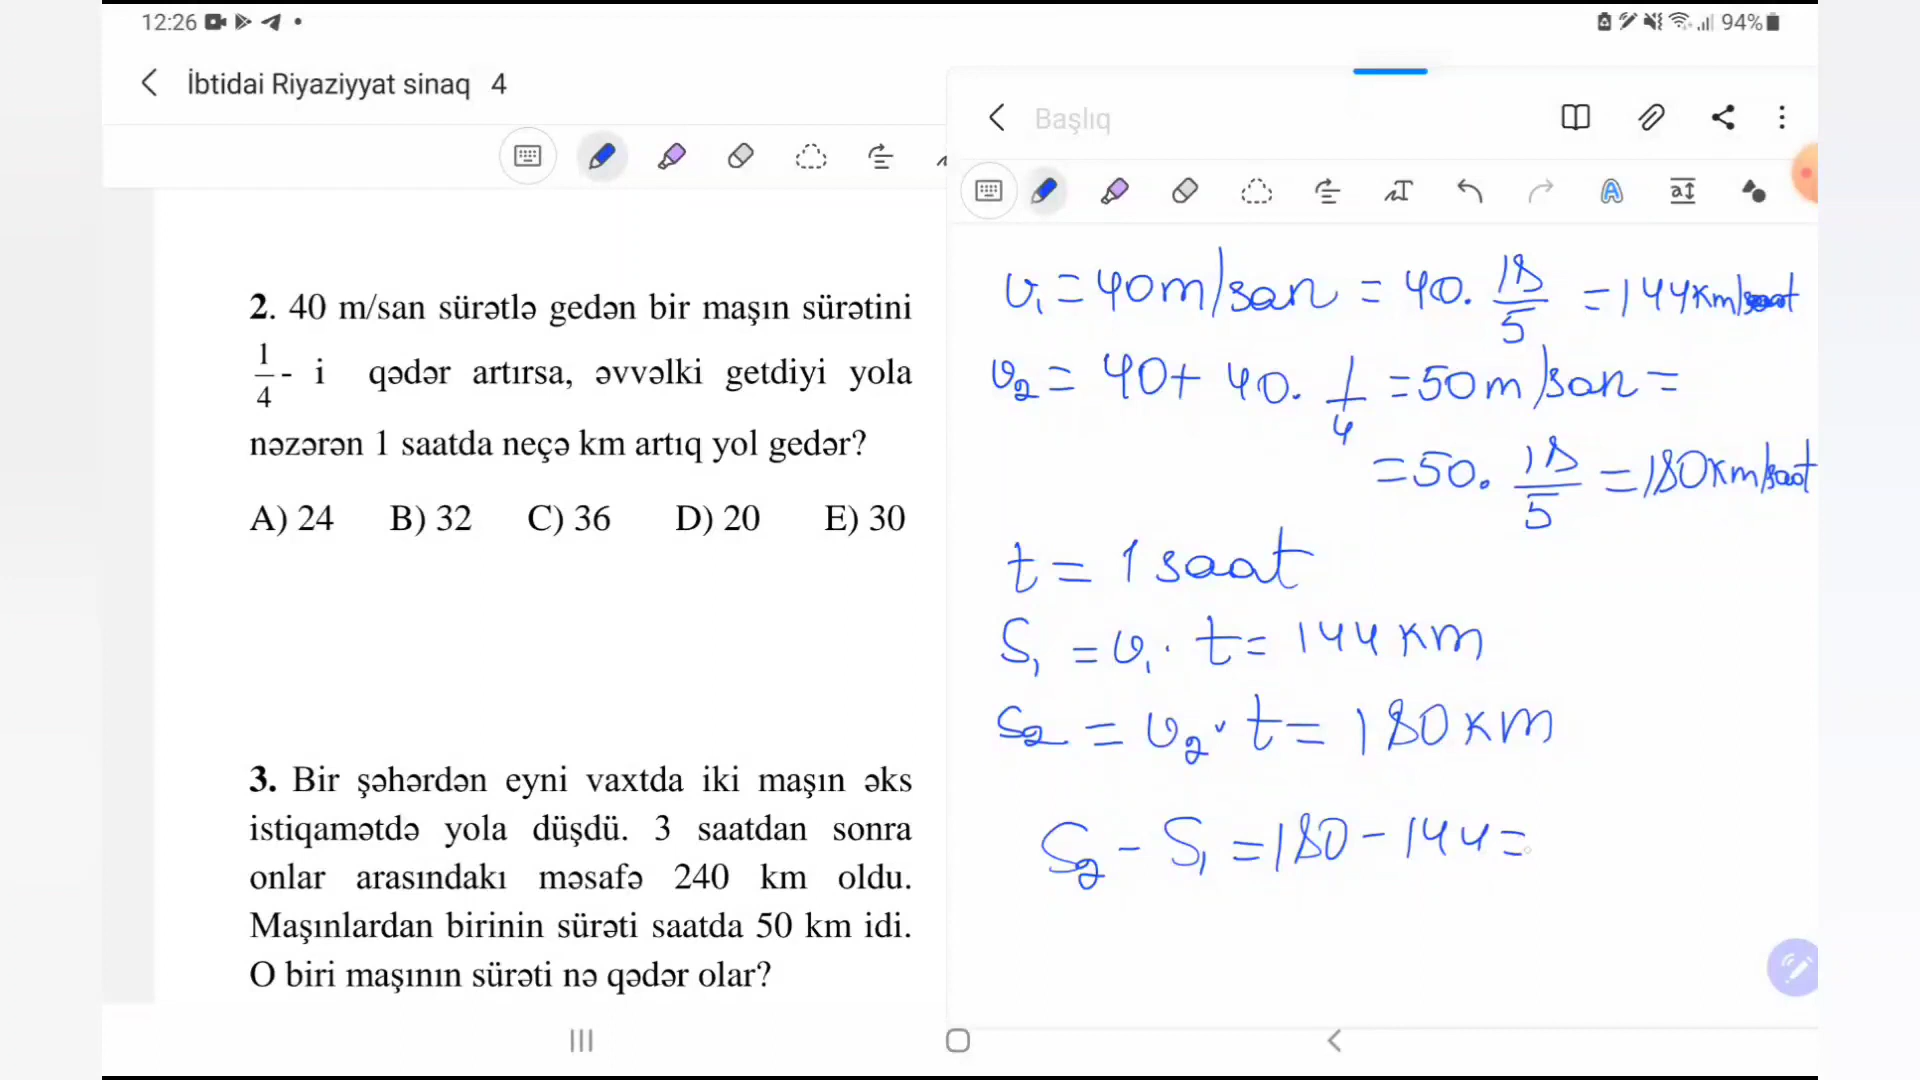 12:26
94%
İbtidai Riyaziyyat sinaq 4
Başlıq
2. 40 m/san sürətlə gedən bir maşın sürətini
1/4 - i qədər artırsa, əvvəlki getdiyi yola
nəzərən 1 saatda neçə km artıq yol gedər?
A) 24 B) 32 C) 36 D) 20 E) 30
3. Bir şəhərdən eyni vaxtda iki maşın əks
istiqamətdə yola düşdü. 3 saatdan sonra
onlar arasındakı məsafə 240 km oldu.
Maşınlardan birinin sürəti saatda 50 km idi.
O biri maşının sürəti nə qədər olar?
υ₁ = 40m/san = 40 . 18/5 = 144km/saat
υ₂ = 40 + 40 . 1/4 = 50 m/san =
= 50 . 18/5 = 180km/saat
t = 1 saat
S₁ = υ₁ · t = 144 km
S₂ = υ₂ · t = 180 km
S₂ - S₁ = 180 - 144 =